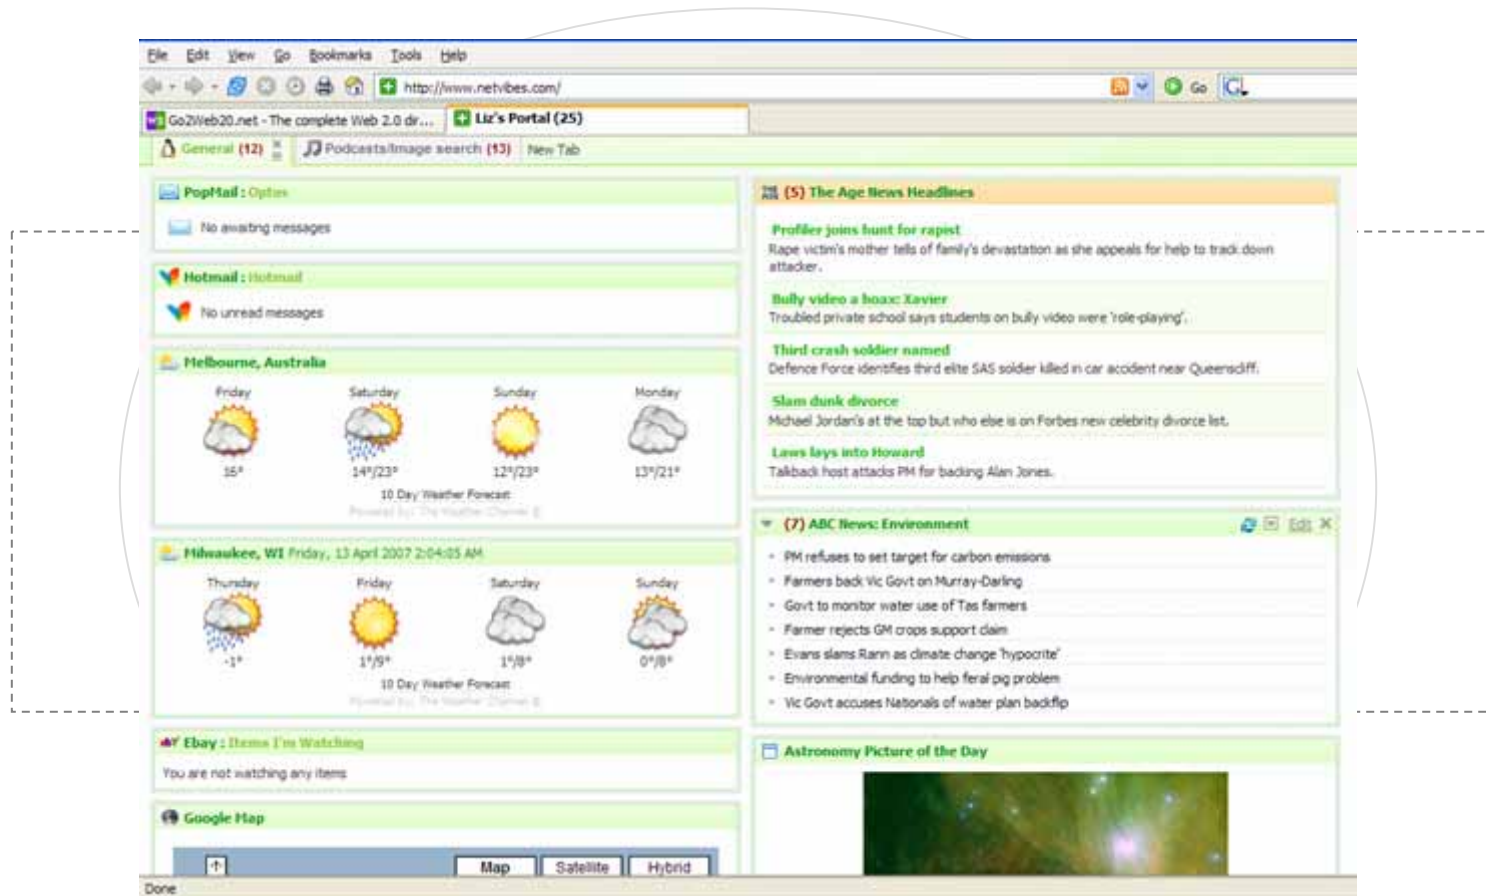 File Edit View Go Bookmarks Tools Help
http://www.netvibes.com/ Go
Go2Web20.net - The complete Web 2.0 dir... Liz's Portal (25)
General (12) Podcasts/Image search (13) New Tab
PopMail : Optus
No awaiting messages
Hotmail : Hotmail
No unread messages
Melbourne, Australia
Friday Saturday Sunday Monday
16° 14°/23° 12°/23° 13°/21°
10 Day Weather Forecast
Powered by: The Weather Channel ®
Milwaukee, WI Friday, 13 April 2007 2:04:05 AM
Thursday Friday Saturday Sunday
-1° 1°/9° 1°/8° 0°/8°
10 Day Weather Forecast
Powered by: The Weather Channel ®
Ebay : Items I'm Watching
You are not watching any items
Google Map
Map Satellite Hybrid
(5) The Age News Headlines
Profiler joins hunt for rapist
Rape victim's mother tells of family's devastation as she appeals for help to track down
attacker.
Bully video a hoax: Xavier
Troubled private school says students on bully video were 'role-playing'.
Third crash soldier named
Defence Force identifies third elite SAS soldier killed in car accident near Queenscliff.
Slam dunk divorce
Michael Jordan's at the top but who else is on Forbes new celebrity divorce list.
Laws lays into Howard
Talkback host attacks PM for backing Alan Jones.
(7) ABC News: Environment Edit
PM refuses to set target for carbon emissions
Farmers back Vic Govt on Murray-Darling
Govt to monitor water use of Tas farmers
Farmer rejects GM crops support claim
Evans slams Rann as climate change 'hypocrite'
Environmental funding to help feral pig problem
Vic Govt accuses Nationals of water plan backflip
Astronomy Picture of the Day
Done